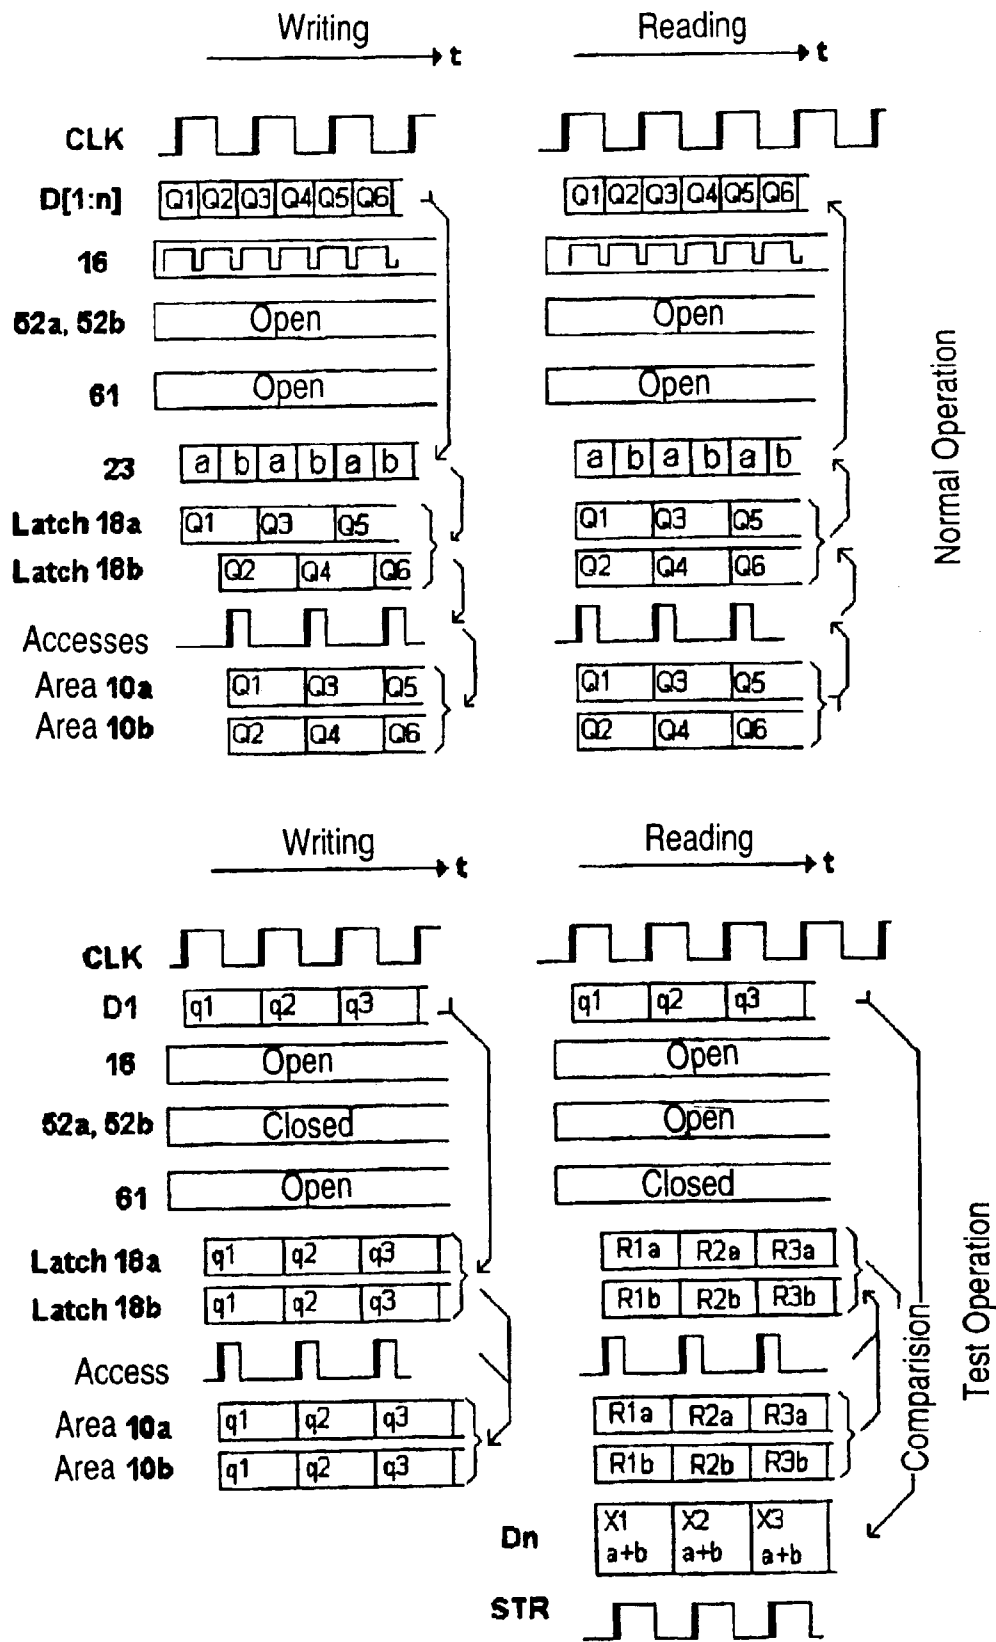 Writing Reading
t t
CLK
D[1:n] Q1 Q2 Q3 Q4 Q5 Q6 Q1 Q2 Q3 Q4 Q5 Q6
16
52a, 52b Open Open
61 Open Open
23 a b a b a b a b a b a b
Latch 18a Q1 Q3 Q5 Q1 Q3 Q5
Latch 18b Q2 Q4 Q6 Q2 Q4 Q6
Accesses
Area 10a Q1 Q3 Q5 Q1 Q3 Q5
Area 10b Q2 Q4 Q6 Q2 Q4 Q6
Normal Operation
Writing Reading
t t
CLK
D1 q1 q2 q3 q1 q2 q3
16 Open Open
52a, 52b Closed Open
61 Open Closed
Latch 18a q1 q2 q3 R1a R2a R3a
Latch 18b q1 q2 q3 R1b R2b R3b
Access
Area 10a q1 q2 q3 R1a R2a R3a
Area 10b q1 q2 q3 R1b R2b R3b
Dn X1 X2 X3
a+b a+b a+b
STR
Comparision
Test Operation